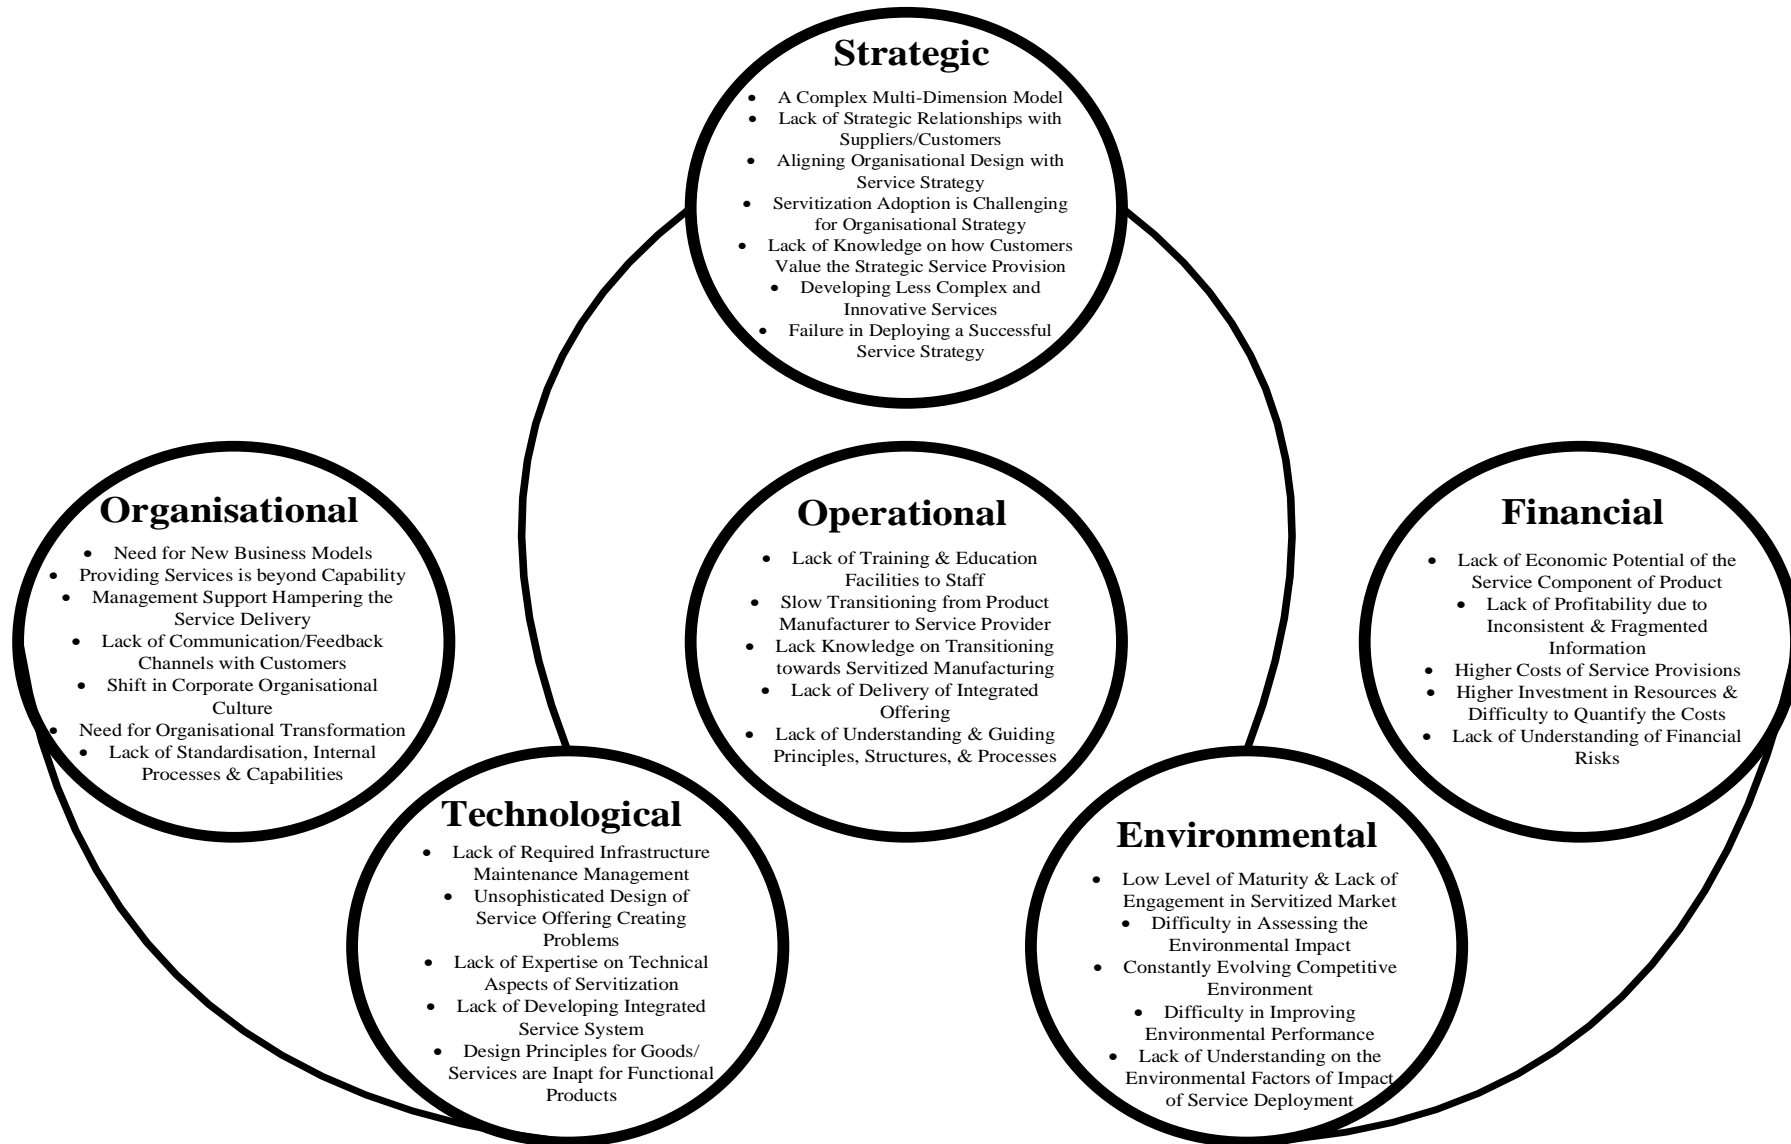 Strategic
• A Complex Multi-Dimension Model
• Lack of Strategic Relationships with
Suppliers/Customers
• Aligning Organisational Design with
Service Strategy
• Servitization Adoption is Challenging
for Organisational Strategy
• Lack of Knowledge on how Customers
Value the Strategic Service Provision
• Developing Less Complex and
Innovative Services
• Failure in Deploying a Successful
Service Strategy
Organisational
• Need for New Business Models
• Providing Services is beyond Capability
• Management Support Hampering the
Service Delivery
• Lack of Communication/Feedback
Channels with Customers
• Shift in Corporate Organisational
Culture
• Need for Organisational Transformation
• Lack of Standardisation, Internal
Processes & Capabilities
Operational
• Lack of Training & Education
Facilities to Staff
• Slow Transitioning from Product
Manufacturer to Service Provider
• Lack Knowledge on Transitioning
towards Servitized Manufacturing
• Lack of Delivery of Integrated
Offering
• Lack of Understanding & Guiding
Principles, Structures, & Processes
Financial
• Lack of Economic Potential of the
Service Component of Product
• Lack of Profitability due to
Inconsistent & Fragmented
Information
• Higher Costs of Service Provisions
• Higher Investment in Resources &
Difficulty to Quantify the Costs
• Lack of Understanding of Financial
Risks
Technological
• Lack of Required Infrastructure
Maintenance Management
• Unsophisticated Design of
Service Offering Creating
Problems
• Lack of Expertise on Technical
Aspects of Servitization
• Lack of Developing Integrated
Service System
• Design Principles for Goods/
Services are Inapt for Functional
Products
Environmental
• Low Level of Maturity & Lack of
Engagement in Servitized Market
• Difficulty in Assessing the
Environmental Impact
• Constantly Evolving Competitive
Environment
• Difficulty in Improving
Environmental Performance
• Lack of Understanding on the
Environmental Factors of Impact
of Service Deployment